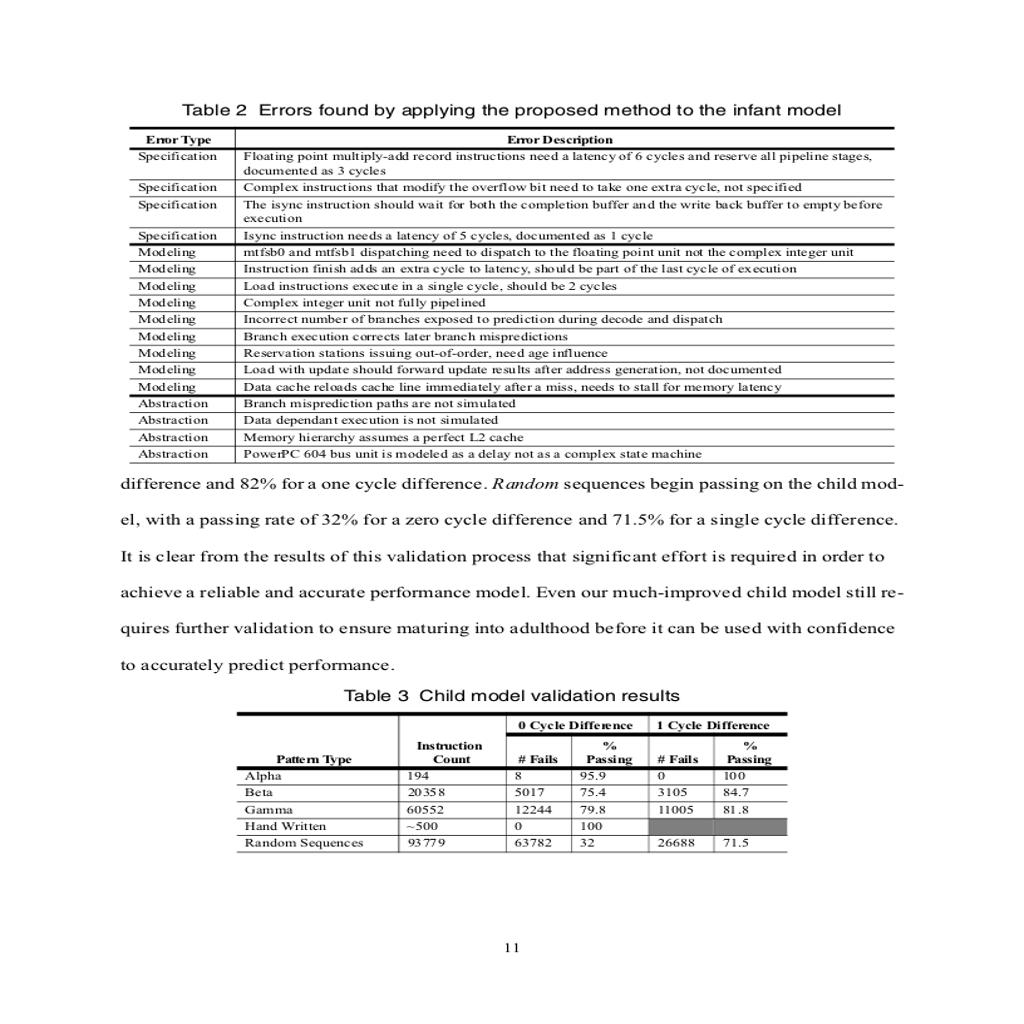 Table 2 Errors found by applying the proposed method to the infant model
Error Type Error Description
Specification Floating point multiply-add record instructions need a latency of 6 cycles and reserve all pipeline stages,
documented as 3 cycles
Specification Complex instructions that modify the overflow bit need to take one extra cycle, not specified
Specification The isync instruction should wait for both the completion buffer and the write back buffer to empty before
execution
Specification Isync instruction needs a latency of 5 cycles, documented as 1 cycle
Modeling mtfsb0 and mtfsb1 dispatching need to dispatch to the floating point unit not the complex integer unit
Modeling Instruction finish adds an extra cycle to latency, should be part of the last cycle of execution
Modeling Load instructions execute in a single cycle, should be 2 cycles
Modeling Complex integer unit not fully pipelined
Modeling Incorrect number of branches exposed to prediction during decode and dispatch
Modeling Branch execution corrects later branch mispredictions
Modeling Reservation stations issuing out-of-order, need age influence
Modeling Load with update should forward update results after address generation, not documented
Modeling Data cache reloads cache line immediately after a miss, needs to stall for memory latency
Abstraction Branch misprediction paths are not simulated
Abstraction Data dependant execution is not simulated
Abstraction Memory hierarchy assumes a perfect L2 cache
Abstraction PowerPC 604 bus unit is modeled as a delay not as a complex state machine
difference and 82% for a one cycle difference. Random sequences begin passing on the child mod-
el, with a passing rate of 32% for a zero cycle difference and 71.5% for a single cycle difference.
It is clear from the results of this validation process that significant effort is required in order to
achieve a reliable and accurate performance model. Even our much-improved child model still re-
quires further validation to ensure maturing into adulthood before it can be used with confidence
to accurately predict performance.
Table 3 Child model validation results
0 Cycle Difference 1 Cycle Difference
Pattern Type Instruction Count # Fails % Passing # Fails % Passing
Alpha 194 8 95.9 0 100
Beta 20358 5017 75.4 3105 84.7
Gamma 60552 12244 79.8 11005 81.8
Hand Written ~500 0 100
Random Sequences 93779 63782 32 26688 71.5
11